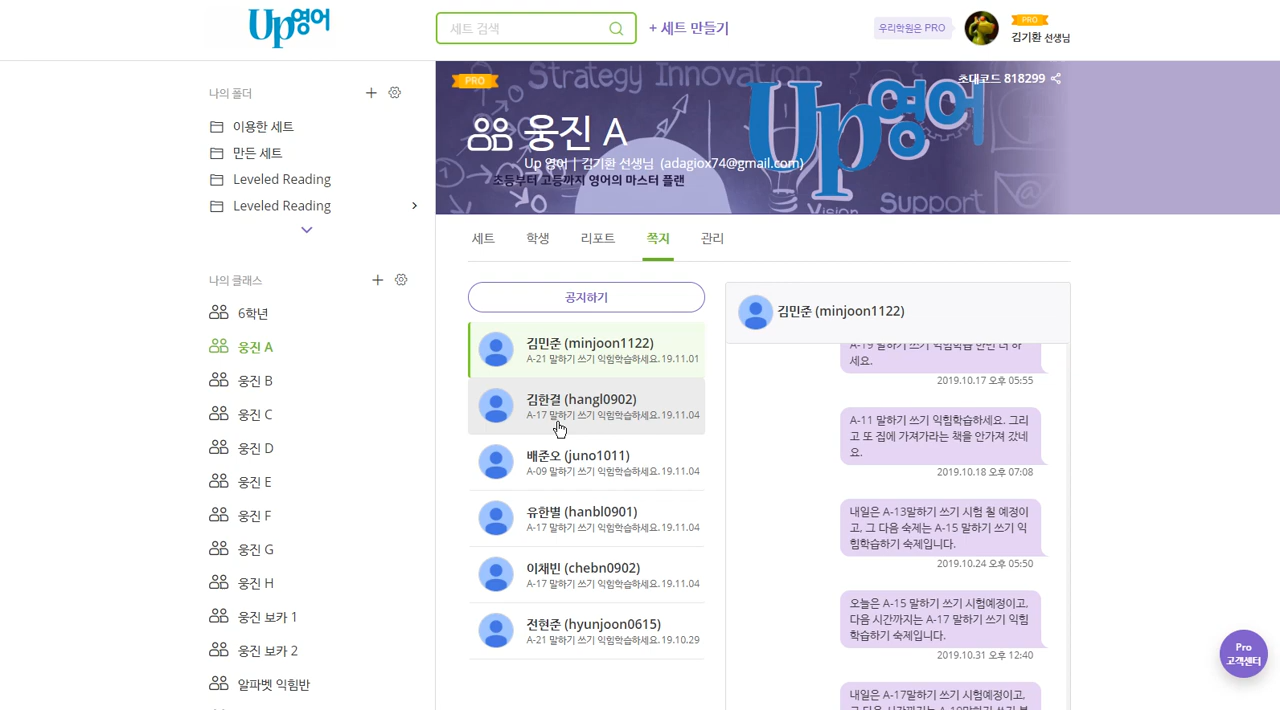 Up영어
세트 검색
+ 세트 만들기
우리학원은 PRO
PRO
김기환 선생님
나의 폴더
이용한 세트
만든 세트
Leveled Reading
Leveled Reading
나의 클래스
6학년
웅진 A
웅진 B
웅진 C
웅진 D
웅진 E
웅진 F
웅진 G
웅진 H
웅진 보카 1
웅진 보카 2
알파벳 익힘반
PRO
Strategy Innovation
초대코드 818299
웅진 A
Up영어
Up 영어 | 김기환 선생님 (adagiox74@gmail.com)
초등부터 고등까지 영어의 마스터 플랜
Vision
Support
세트
학생
리포트
쪽지
관리
공지하기
김민준 (minjoon1122)
A-21 말하기 쓰기 익힘학습하세요. 19.11.01
김한결 (hangl0902)
A-17 말하기 쓰기 익힘학습하세요. 19.11.04
배준오 (juno1011)
A-09 말하기 쓰기 익힘학습하세요. 19.11.04
유한별 (hanbl0901)
A-17 말하기 쓰기 익힘학습하세요. 19.11.04
이채빈 (chebn0902)
A-17 말하기 쓰기 익힘학습하세요. 19.11.04
전현준 (hyunjoon0615)
A-21 말하기 쓰기 익힘학습하세요. 19.10.29
김민준 (minjoon1122)
A-19 말하기 쓰기 익힘학습 한번 더 하
세요.
2019.10.17 오후 05:55
A-11 말하기 쓰기 익힘학습하세요. 그리
고 또 집에 가져가라는 책을 안가져 갔네
요.
2019.10.18 오후 07:08
내일은 A-13말하기 쓰기 시험 칠 예정이
고, 그 다음 숙제는 A-15 말하기 쓰기 익
힘학습하기 숙제입니다.
2019.10.24 오후 05:50
오늘은 A-15 말하기 쓰기 시험예정이고,
다음 시간까지는 A-17 말하기 쓰기 익힘
학습하기 숙제입니다.
2019.10.31 오후 12:40
내일은 A-17말하기 쓰기 시험예정이고,
Pro
고객센터